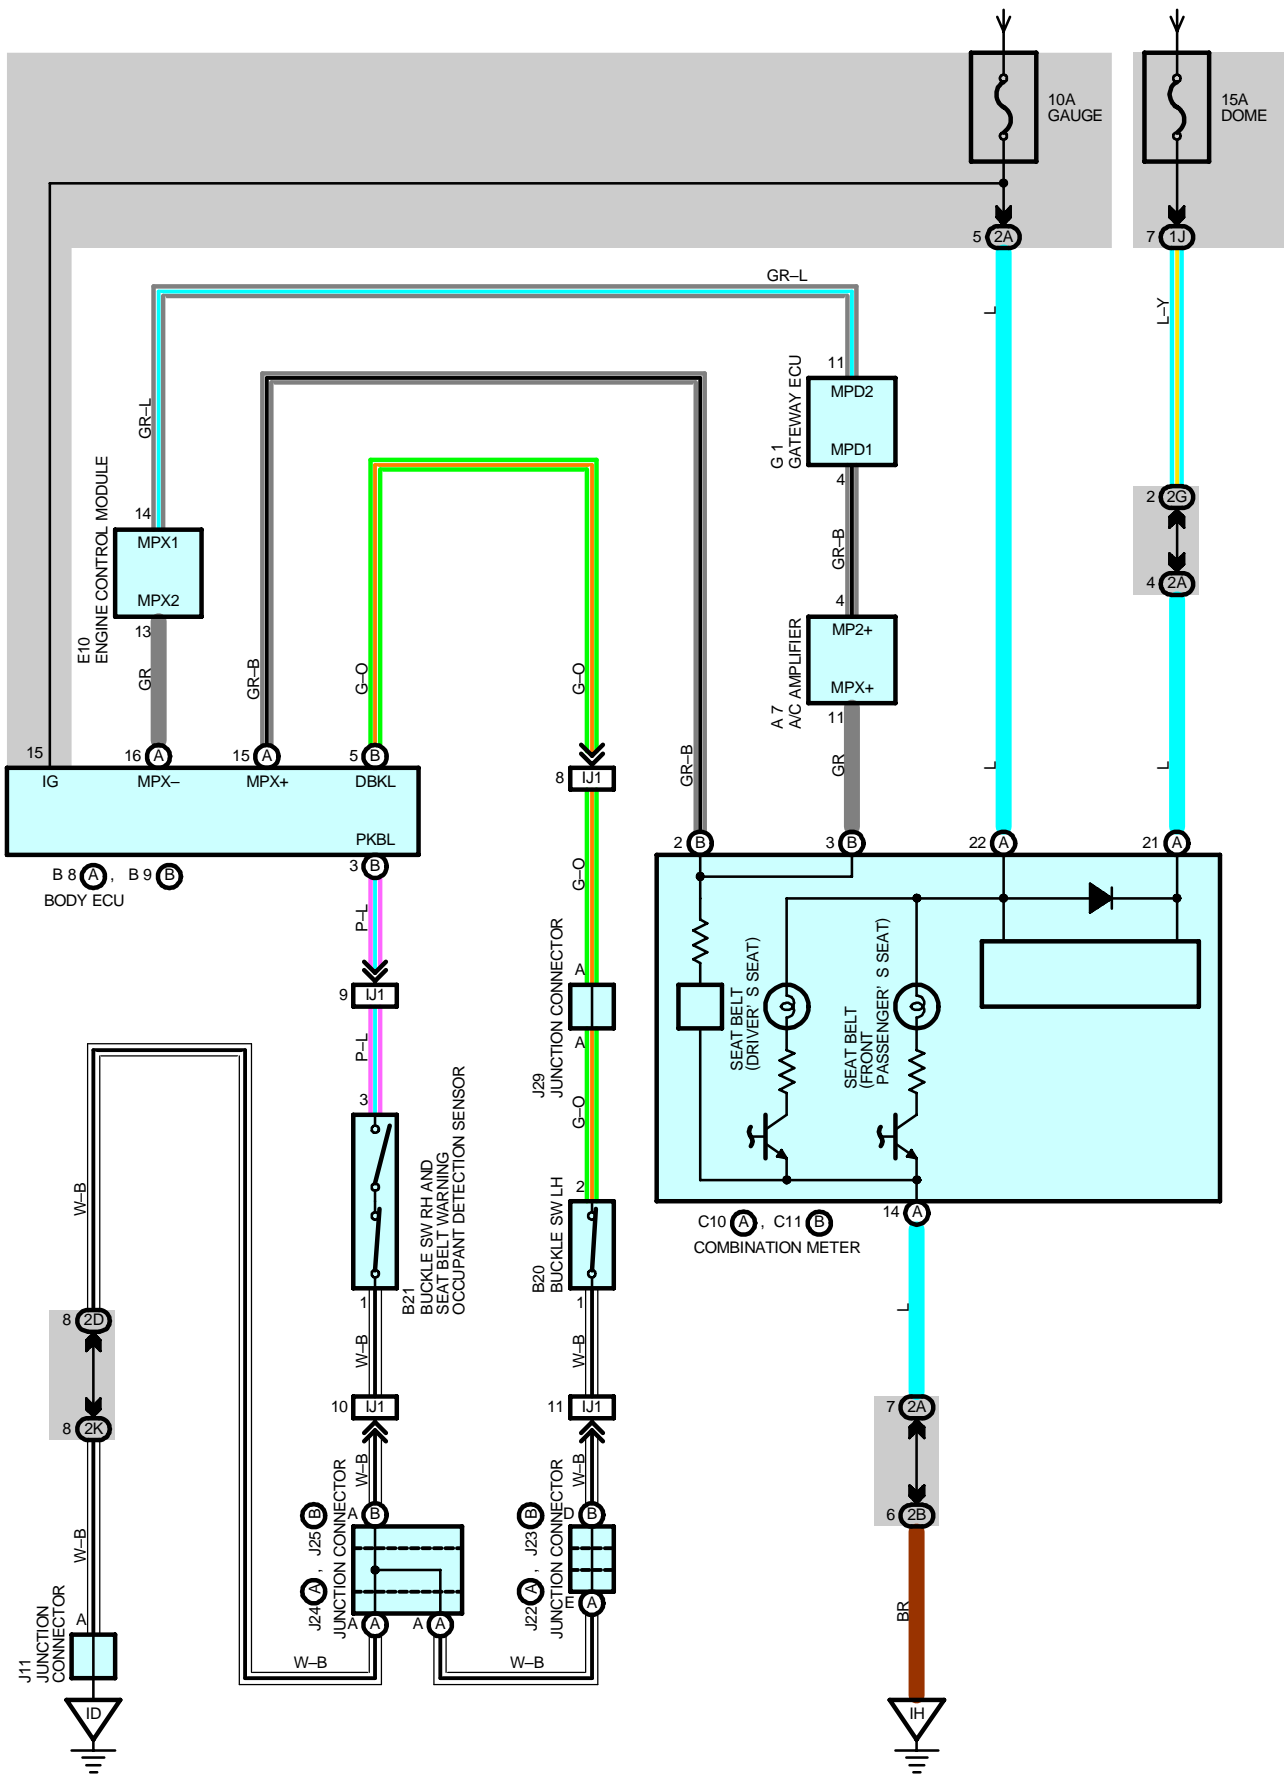 10A
GAUGE
15A
DOME
5 2A
7 1J
GR–L
L
L–Y
11
MPD2
MPD1
4
G 1
GATEWAY ECU
GR–L
14
MPX1
MPX2
13
E10
ENGINE CONTROL MODULE
GR–B
2 2G
4 2A
4
MP2+
MPX+
11
A 7
A/C AMPLIFIER
GR
GR–B
G–O
G–O
15
IG
16 A
MPX–
15 A
MPX+
5 B
DBKL
PKBL
3 B
B 8 A , B 9 B
BODY ECU
8 IJ1
GR–B
GR
L
L
2 B
3 B
22 A
21 A
P–L
G–O
9 IJ1
P–L
A
A
J29
JUNCTION CONNECTOR
G–O
SEAT BELT
(DRIVER' S SEAT)
SEAT BELT
(FRONT
PASSENGER' S SEAT)
3
1
B21
BUCKLE SW RH AND
SEAT BELT WARNING
OCCUPANT DETECTION SENSOR
2
1
B20
BUCKLE SW LH
14 A
C10 A , C11 B
COMBINATION METER
W–B
8 2D
8 2K
W–B
W–B
W–B
10 IJ1
11 IJ1
W–B
W–B
L
7 2A
6 2B
BR
A B
J24 A , J25 B
JUNCTION CONNECTOR
A A
A A
D B
J22 A , J23 B
JUNCTION CONNECTOR
E A
W–B
W–B
A
J11
JUNCTION
CONNECTOR
ID
IH